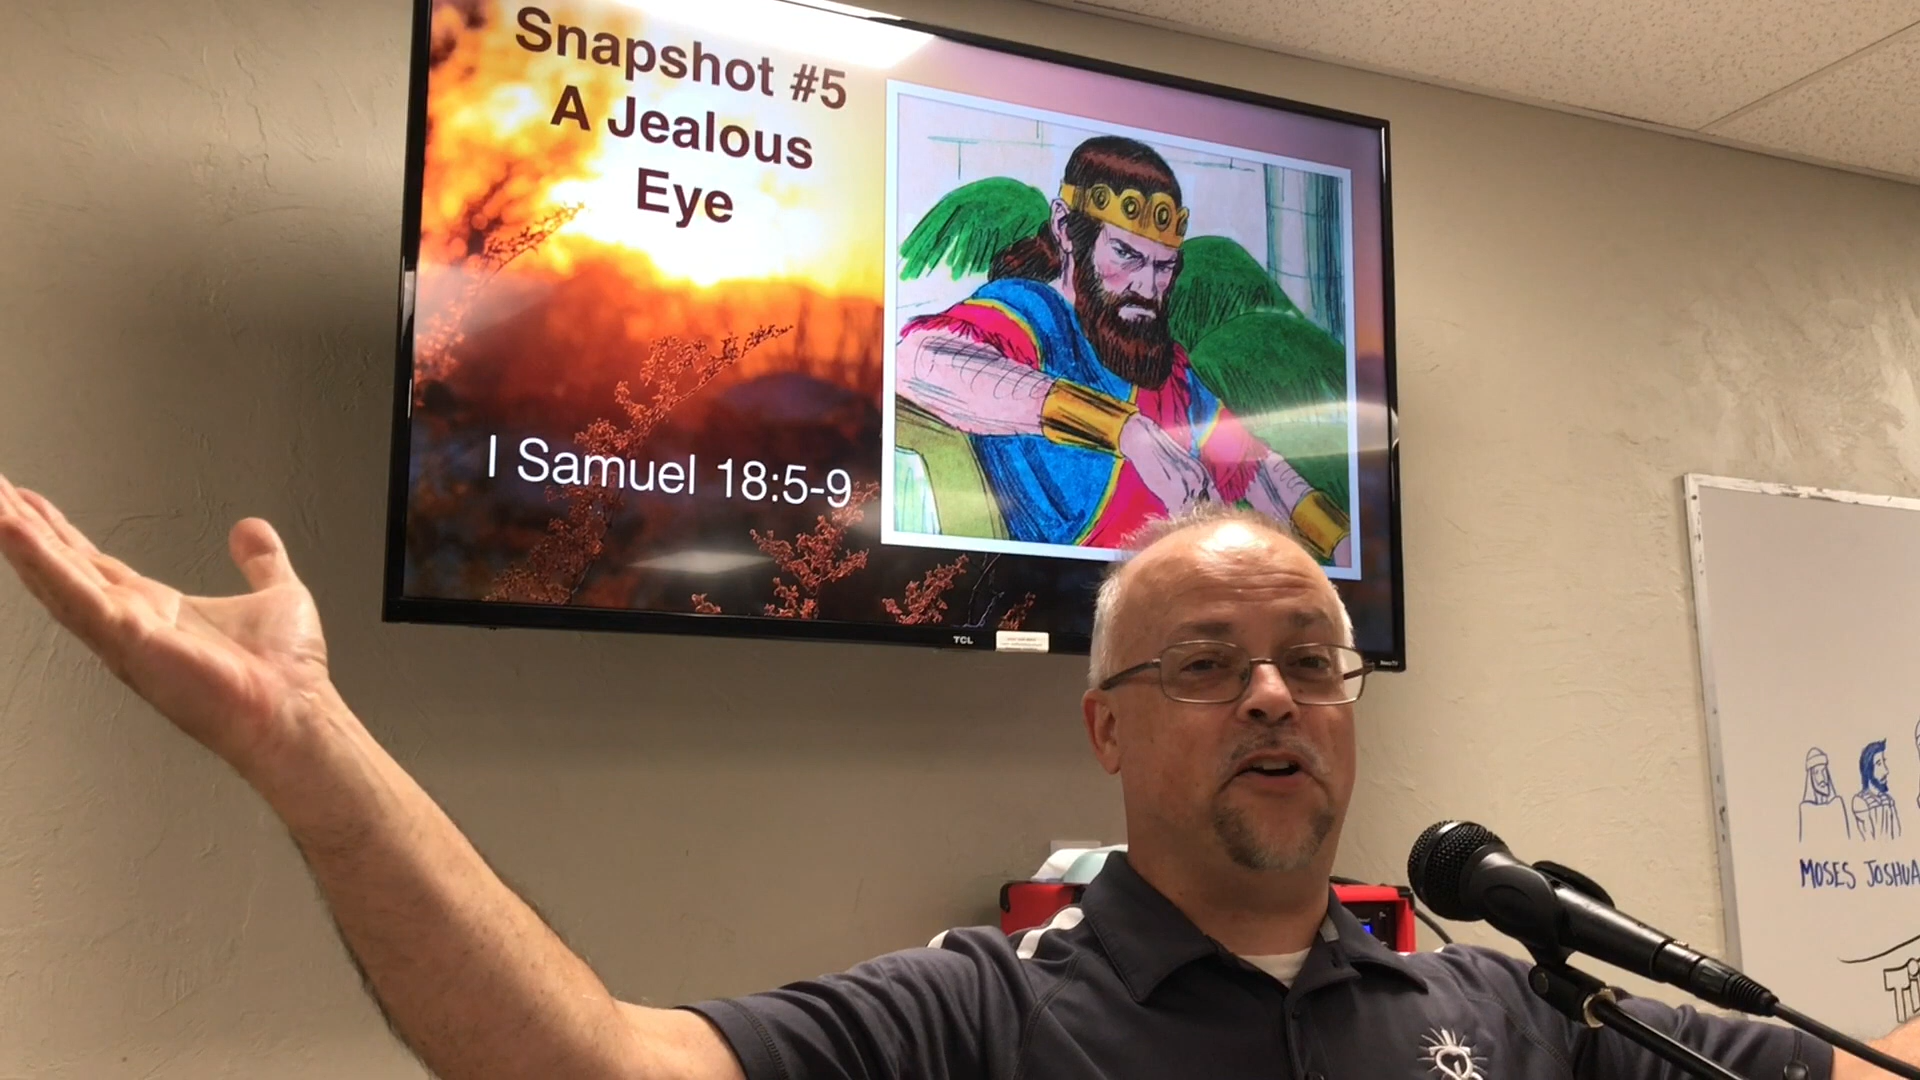 Snapshot #5
A Jealous
Eye
I Samuel 18:5-9
TCL
MOSES JOSHUA